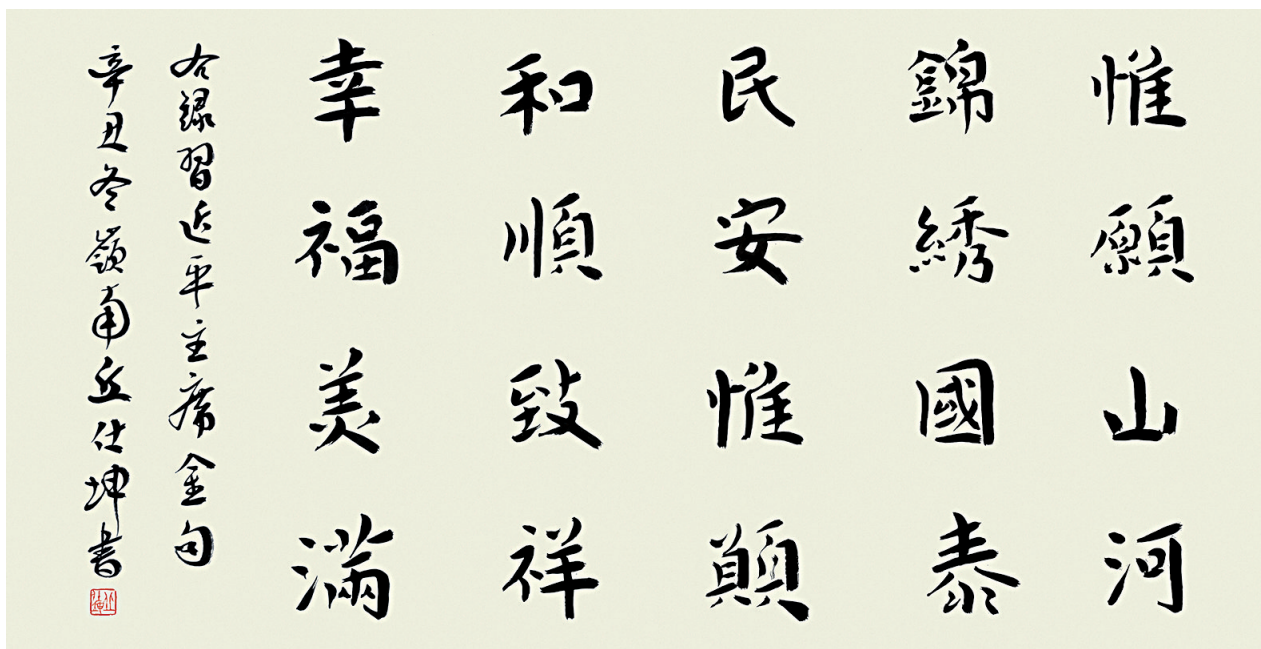 惟願山河
錦綉國泰
民安惟願
和順致祥
幸福美滿
右錄習近平主席金句
辛丑冬嶺南丘仕坤書